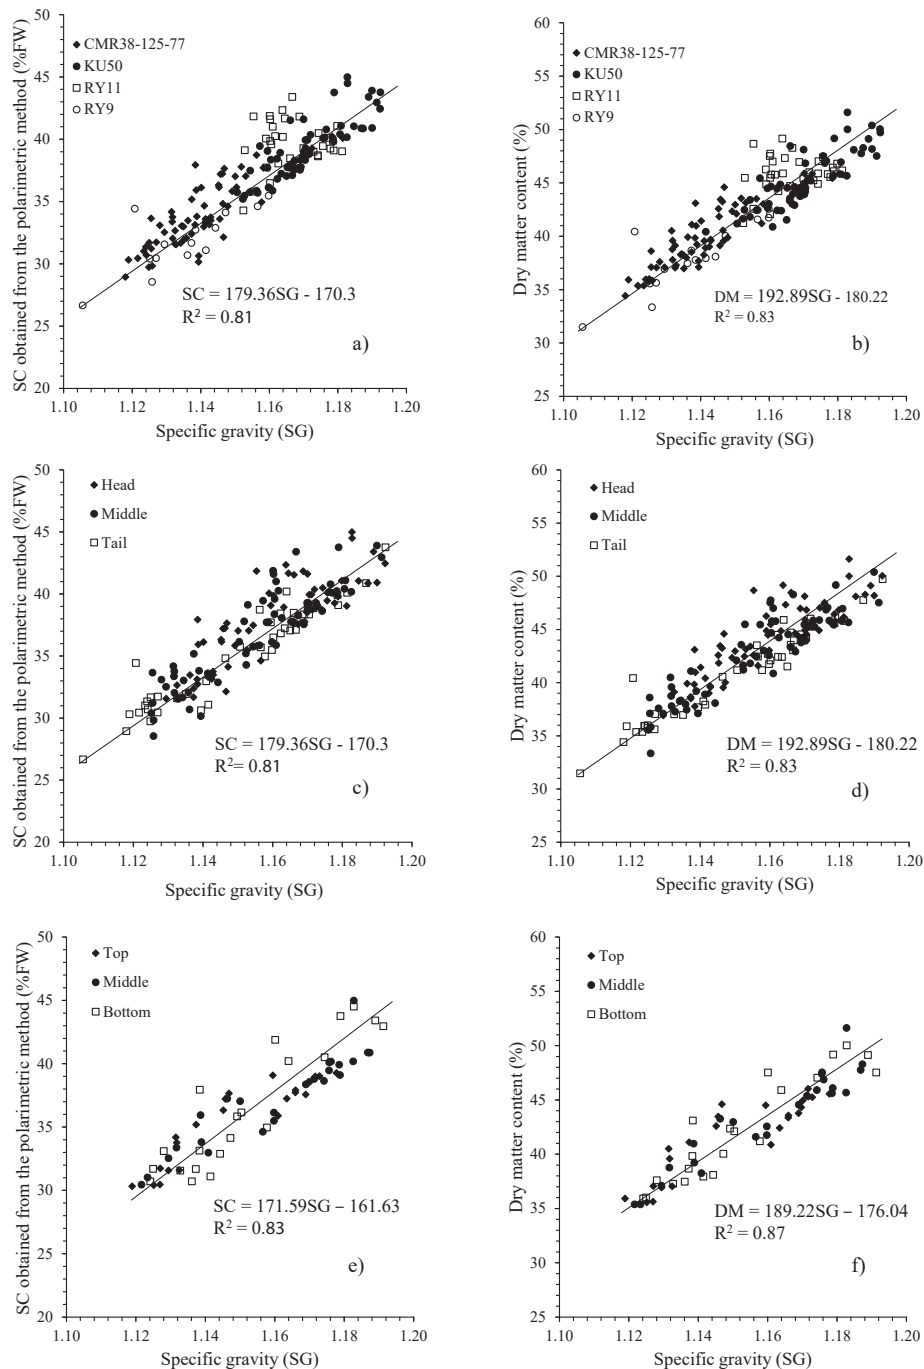 SC obtained from the polarimetric method (%FW)
50
45
40
35
30
25
20
CMR38-125-77
KU50
RY11
RY9
SC = 179.36SG - 170.3
R² = 0.81
a)
1.10 1.12 1.14 1.16 1.18 1.20
Specific gravity (SG)
Dry matter content (%)
60
55
50
45
40
35
30
25
CMR38-125-77
KU50
RY11
RY9
DM = 192.89SG - 180.22
R² = 0.83
b)
1.10 1.12 1.14 1.16 1.18 1.20
Specific gravity (SG)
SC obtained from the polarimetric method (%FW)
50
45
40
35
30
25
20
Head
Middle
Tail
SC = 179.36SG - 170.3
R²= 0.81
c)
1.10 1.12 1.14 1.16 1.18 1.20
Specific gravity (SG)
Dry matter content (%)
60
55
50
45
40
35
30
25
Head
Middle
Tail
DM = 192.89SG - 180.22
R² = 0.83
d)
1.10 1.12 1.14 1.16 1.18 1.20
Specific gravity (SG)
SC obtained from the polarimetric method (%FW)
50
45
40
35
30
25
20
Top
Middle
Bottom
SC = 171.59SG – 161.63
R² = 0.83
e)
1.10 1.12 1.14 1.16 1.18 1.20
Specific gravity (SG)
Dry matter content (%)
60
55
50
45
40
35
30
25
Top
Middle
Bottom
DM = 189.22SG – 176.04
R² = 0.87
f)
1.10 1.12 1.14 1.16 1.18 1.20
Specific gravity (SG)